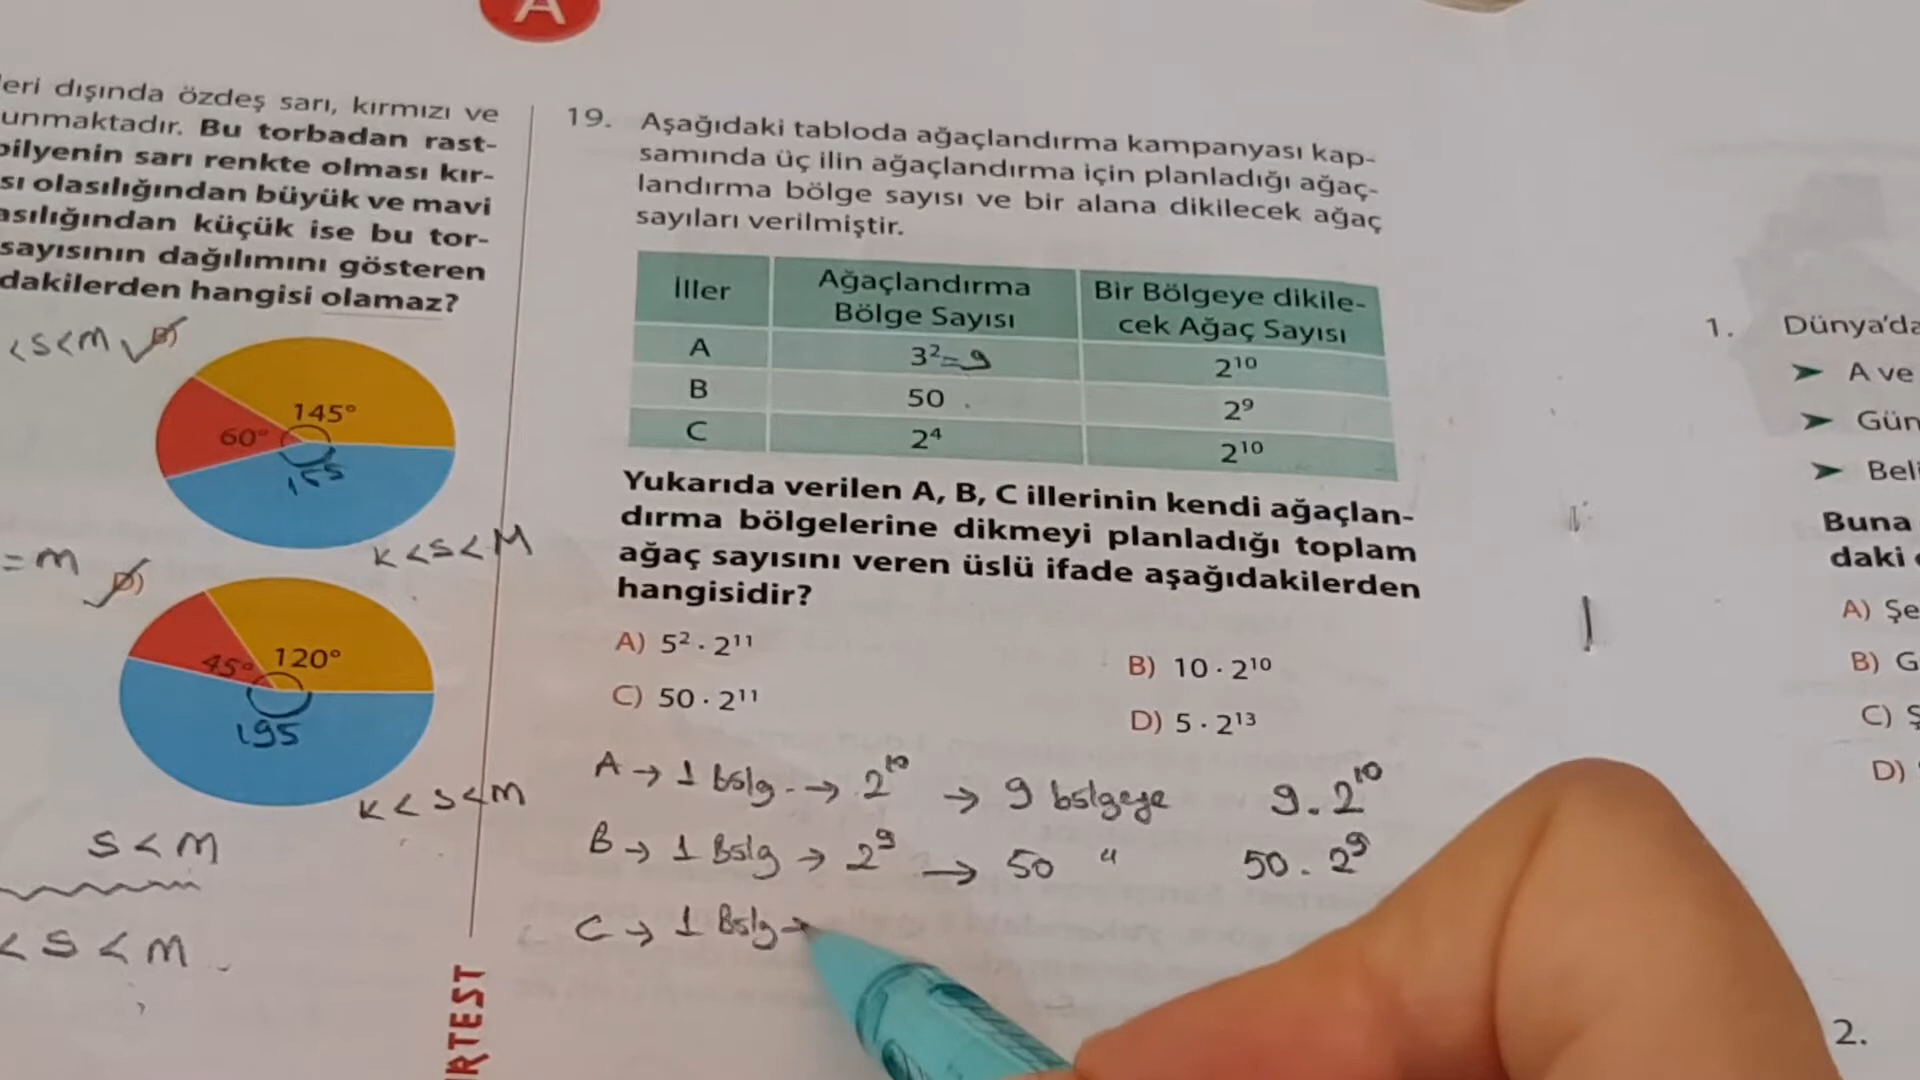 A
leri dışında özdeş sarı, kırmızı ve
unmaktadır. Bu torbadan rast-
bilyenin sarı renkte olması kır-
sı olasılığından büyük ve mavi
asılığından küçük ise bu tor-
sayısının dağılımını gösteren
dakilerden hangisi olamaz?
<S<M B)
145°
60°
165
K<S<M
=M D)
45° 120°
195
K<S<M
S<M
<S<M
RTEST
19. Aşağıdaki tabloda ağaçlandırma kampanyası kap-
samında üç ilin ağaçlandırma için planladığı ağaç-
landırma bölge sayısı ve bir alana dikilecek ağaç
sayıları verilmiştir.
İller Ağaçlandırma Bölge Sayısı Bir Bölgeye dikile-cek Ağaç Sayısı
A 3²=9 2¹⁰
B 50 2⁹
C 2⁴ 2¹⁰
Yukarıda verilen A, B, C illerinin kendi ağaçlan-
dırma bölgelerine dikmeyi planladığı toplam
ağaç sayısını veren üslü ifade aşağıdakilerden
hangisidir?
A) 5² · 2¹¹
B) 10 · 2¹⁰
C) 50 · 2¹¹
D) 5 · 2¹³
A → 1 bölg. → 2¹⁰ → 9 bölgeye 9.2¹⁰
B → 1 Bölg → 2⁹ → 50 " 50.2⁹
C → 1 Bölg →
1. Dünya'da
➤ A ve
➤ Gün
➤ Beli
Buna
daki
A) Şe
B) G
C) Ş
D)
2.